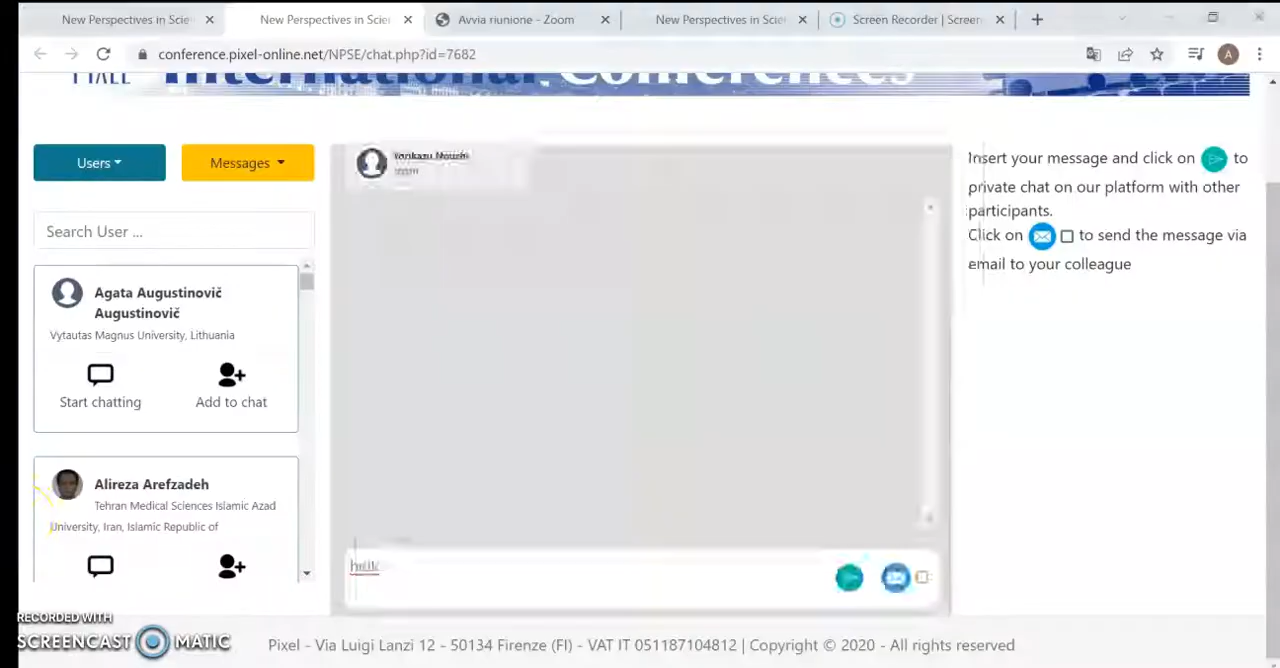 New Perspectives in Scie
New Perspectives in Scie
Avvia riunione - Zoom
New Perspectives in Scie
Screen Recorder | Screen
conference.pixel-online.net/NPSE/chat.php?id=7682
A
International Conferences
Users
Messages
Search User ...
Agata Augustinovič
Augustinovič
Vytautas Magnus University, Lithuania
Start chatting
Add to chat
Alireza Arefzadeh
Tehran Medical Sciences Islamic Azad
University, Iran, Islamic Republic of
Insert your message and click on to
private chat on our platform with other
participants.
Click on to send the message via
email to your colleague
RECORDED WITH
SCREENCAST MATIC
Pixel - Via Luigi Lanzi 12 - 50134 Firenze (FI) - VAT IT 051187104812 | Copyright © 2020 - All rights reserved